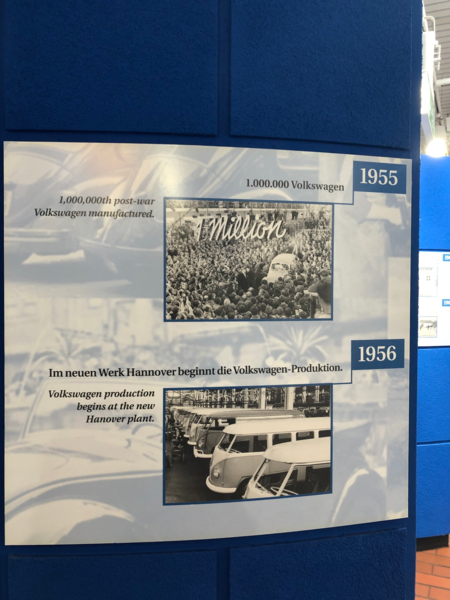 1955
1.000.000 Volkswagen
1,000,000th post-war
Volkswagen manufactured.
1 Million
1956
Im neuen Werk Hannover beginnt die Volkswagen-Produktion.
Volkswagen production
begins at the new
Hanover plant.